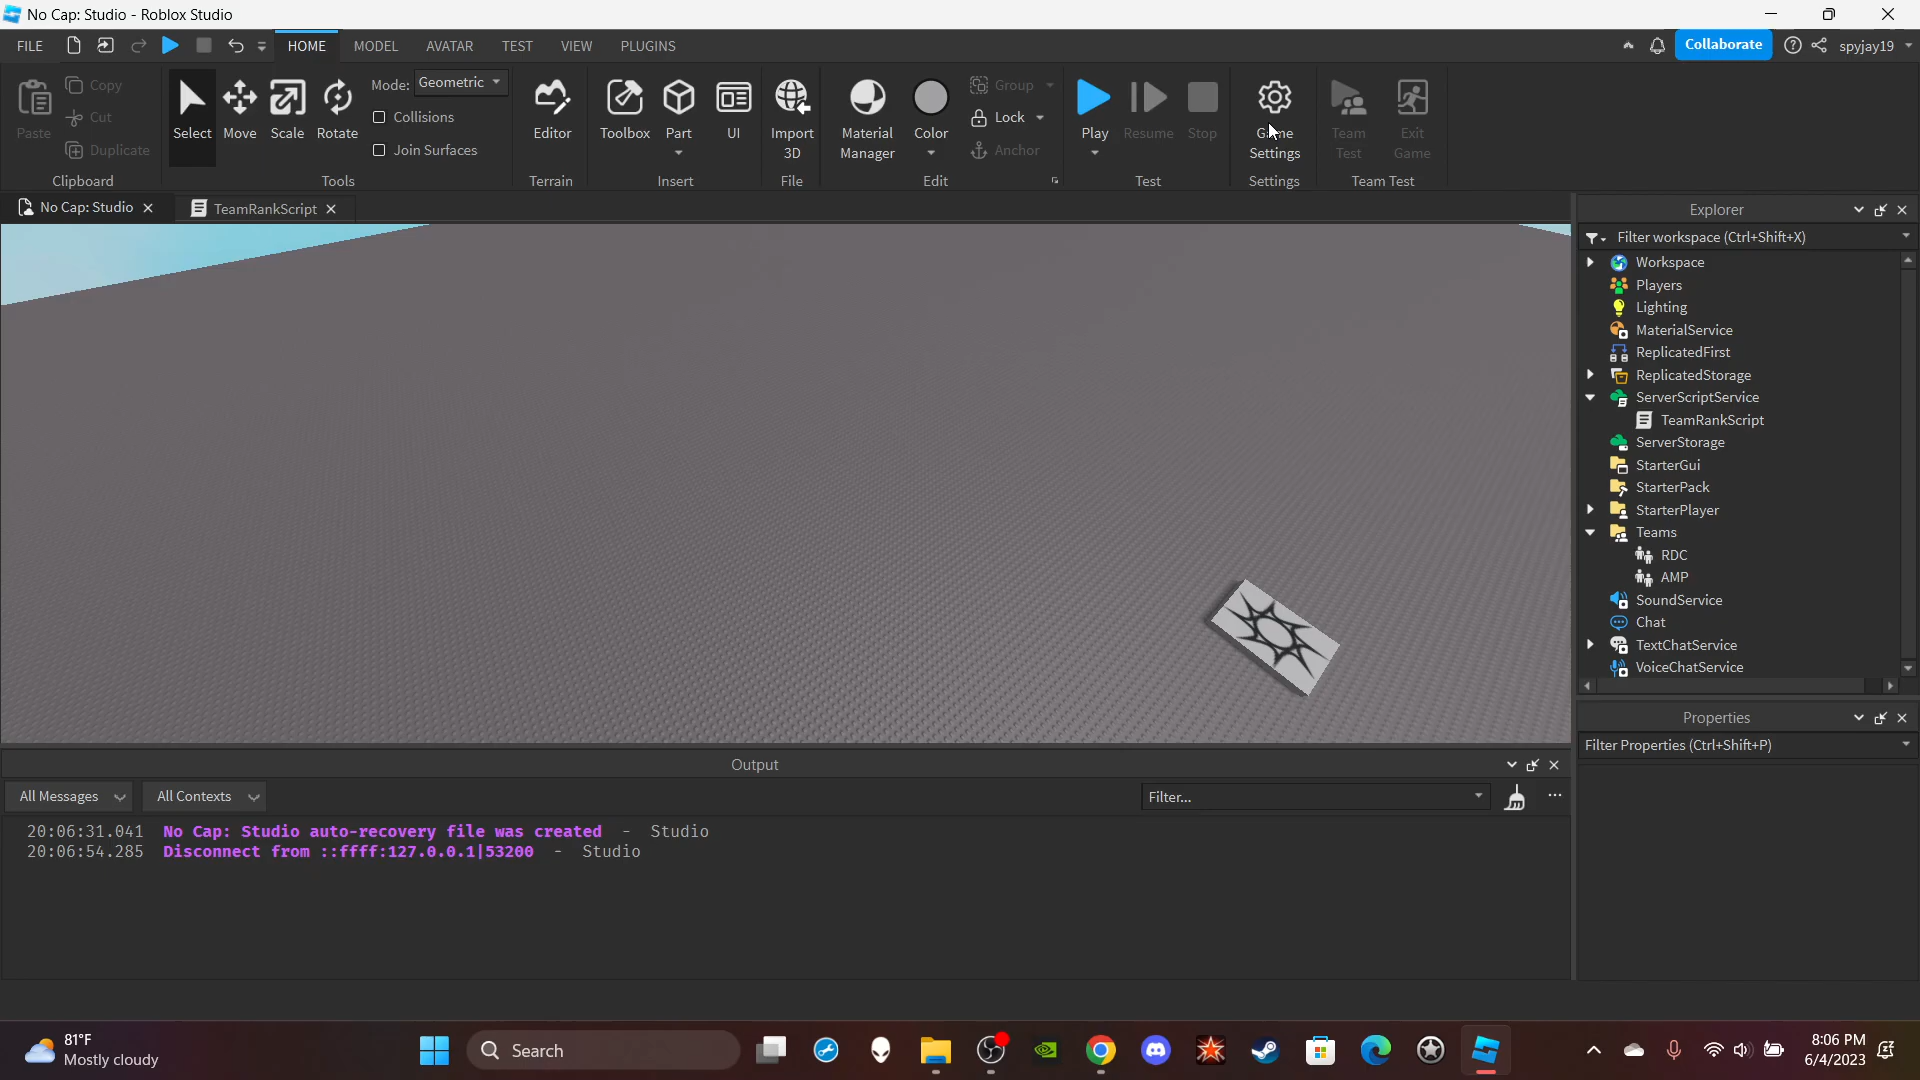 No Cap: Studio - Roblox Studio
FILE HOME MODEL AVATAR TEST VIEW PLUGINS Collaborate spyjay19
Paste Copy Cut Duplicate
Clipboard
Select Move Scale Rotate
Mode: Geometric
Collisions
Join Surfaces
Tools
Editor
Terrain
Toolbox Part UI
Insert
Import 3D
File
Material Manager Color
Group
Lock
Anchor
Edit
Play Resume Stop
Test
Game Settings
Settings
Team Test Exit Game
Team Test
No Cap: Studio TeamRankScript
Explorer
Filter workspace (Ctrl+Shift+X)
Workspace
Players
Lighting
MaterialService
ReplicatedFirst
ReplicatedStorage
ServerScriptService
TeamRankScript
ServerStorage
StarterGui
StarterPack
StarterPlayer
Teams
RDC
AMP
SoundService
Chat
TextChatService
VoiceChatService
Properties
Filter Properties (Ctrl+Shift+P)
Output
All Messages All Contexts Filter...
20:06:31.041 No Cap: Studio auto-recovery file was created - Studio
20:06:54.285 Disconnect from ::ffff:127.0.0.1|53200 - Studio
81°F
Mostly cloudy
Search
8:06 PM
6/4/2023